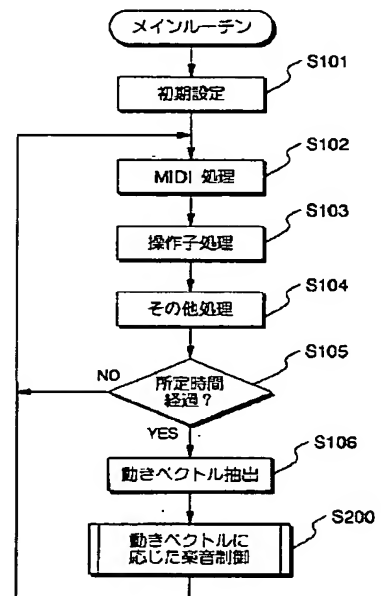 メインルーチン
S101
初期設定
S102
MIDI 処理
S103
操作子処理
S104
その他処理
S105
NO
所定時間
経過？
YES
S106
動きベクトル抽出
S200
動きベクトルに
応じた楽音制御